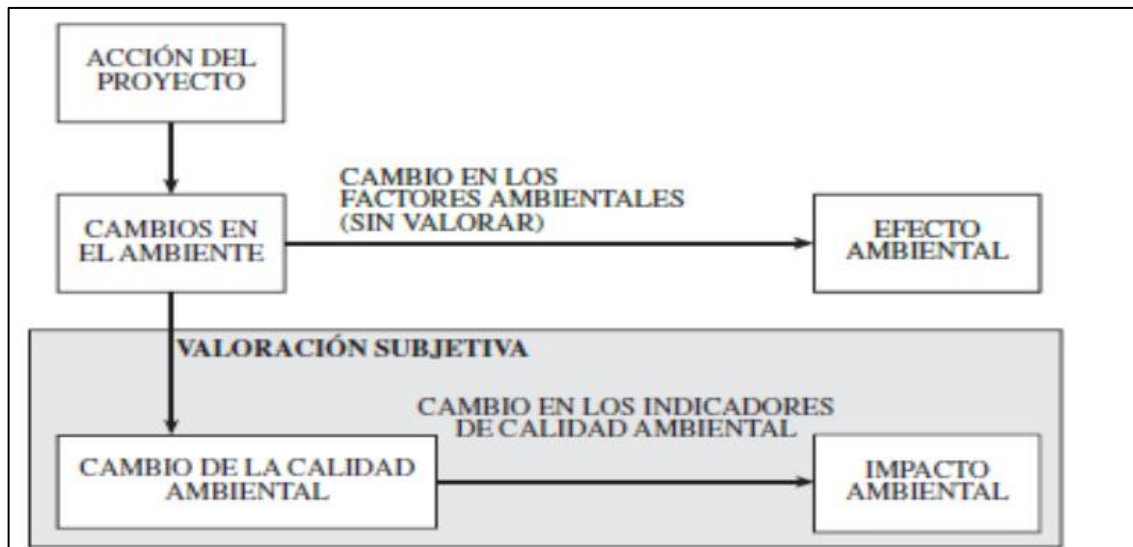 ACCIÓN DEL
PROYECTO
CAMBIO EN LOS
FACTORES AMBIENTALES
(SIN VALORAR)
CAMBIOS EN
EL AMBIENTE
EFECTO
AMBIENTAL
VALORACIÓN SUBJETIVA
CAMBIO EN LOS INDICADORES
DE CALIDAD AMBIENTAL
CAMBIO DE LA CALIDAD
AMBIENTAL
IMPACTO
AMBIENTAL